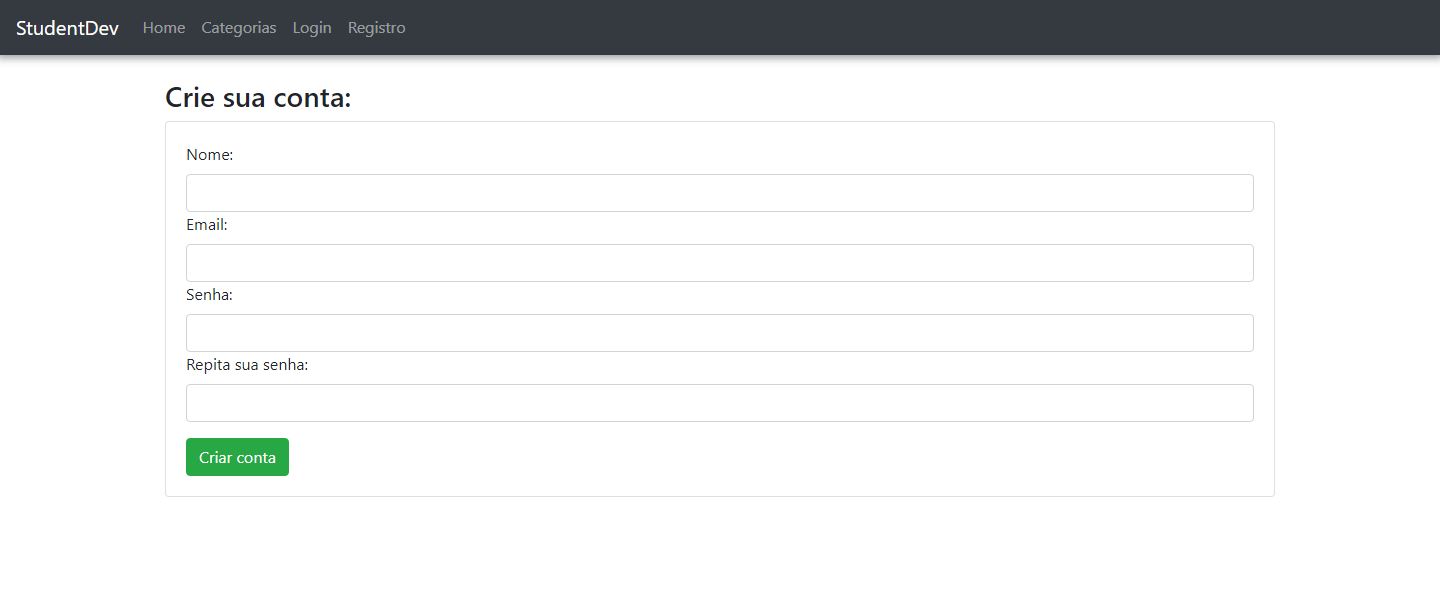 StudentDev Home Categorias Login Registro
Crie sua conta:
Nome:
Email:
Senha:
Repita sua senha:
Criar conta